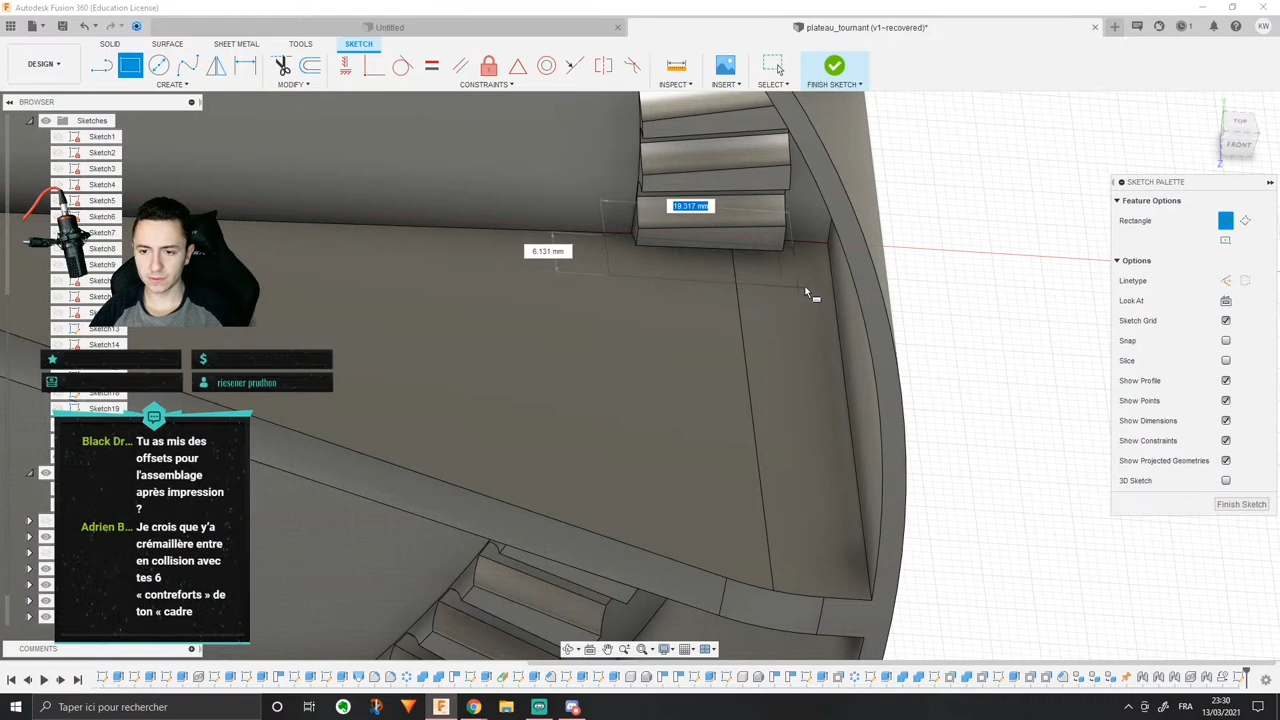 Autodesk Fusion 360 (Education License)
Untitled
plateau_tournant (v1~recovered)*
1
KW
DESIGN
SOLID
SURFACE
SHEET METAL
TOOLS
SKETCH
CREATE
MODIFY
CONSTRAINTS
INSPECT
INSERT
SELECT
FINISH SKETCH
BROWSER
Sketches
Sketch1
Sketch2
Sketch3
Sketch4
Sketch5
Sketch6
Sketch7
Sketch8
Sketch13
Sketch14
Sketch19
19.317 mm
6.131 mm
TOP
FRONT
Z
SKETCH PALETTE
Feature Options
Rectangle
Options
Linetype
Look At
Sketch Grid
Snap
Slice
Show Profile
Show Points
Show Dimensions
Show Constraints
Show Projected Geometries
3D Sketch
Finish Sketch
$
riesener prudhon
Black Dr... Tu as mis des
offsets pour
l'assemblage
après impression
?
Adrien B... Je crois que y'a
crémaillère entre
en collision avec
tes 6
« contreforts » de
ton « cadre
COMMENTS
Taper ici pour rechercher
FRA
23:30
13/03/2021